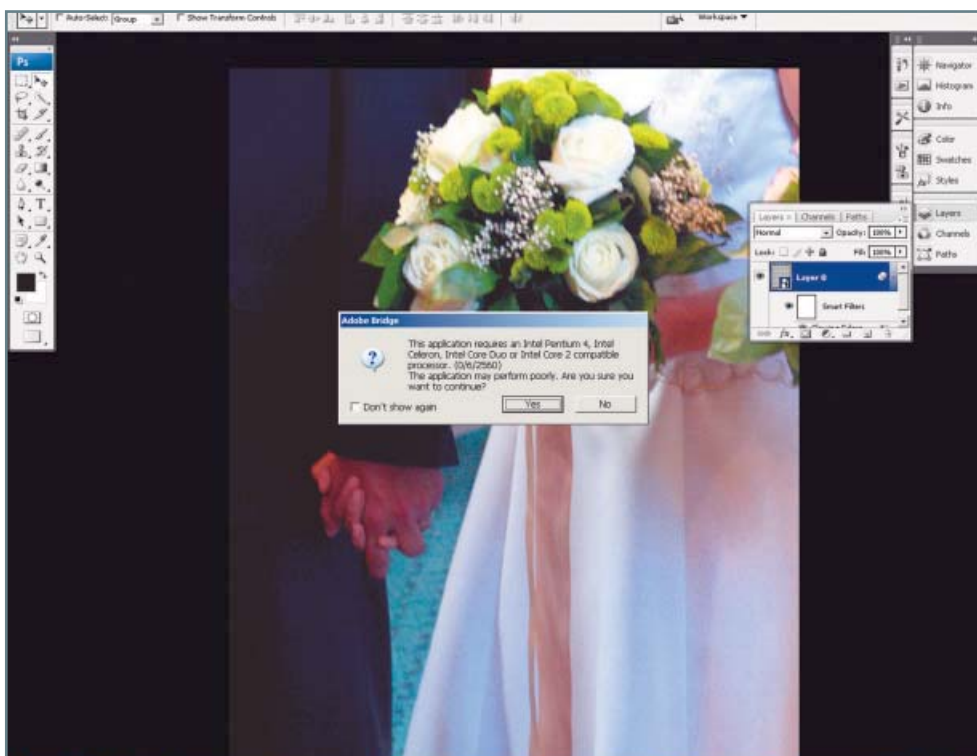 Auto-Select: Group
Show Transform Controls
Workspace
Ps
Navigator
Histogram
Info
Color
Swatches
Styles
Layers
Channels
Paths
Layers × Channels Paths
Normal Opacity: 100%
Lock: Fill: 100%
Layer 0
Smart Filters
Adobe Bridge
This application requires an Intel Pentium 4, Intel
Celeron, Intel Core Duo or Intel Core 2 compatible
processor. (0/6/2560)
The application may perform poorly. Are you sure you
want to continue?
Don't show again
Yes No